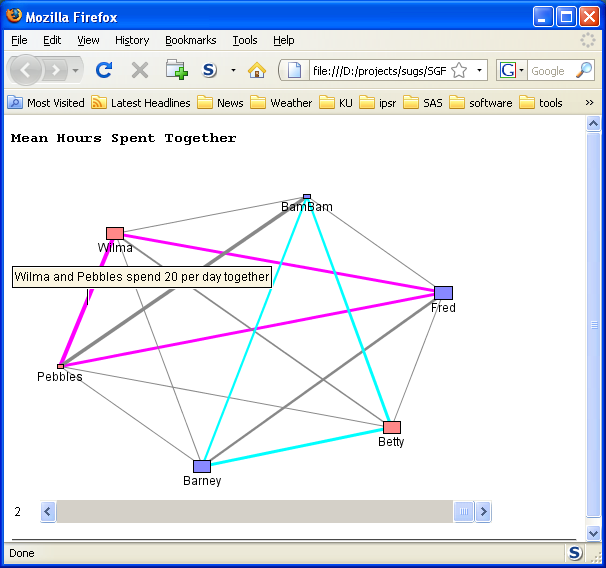 Mozilla Firefox
File Edit View History Bookmarks Tools Help
S file:///D:/projects/sugs/SGF G Google
Most Visited Latest Headlines News Weather KU ipsr SAS software tools »
Mean Hours Spent Together
BamBam
Wilma
Wilma and Pebbles spend 20 per day together
Fred
Pebbles
Betty
Barney
2
Done S